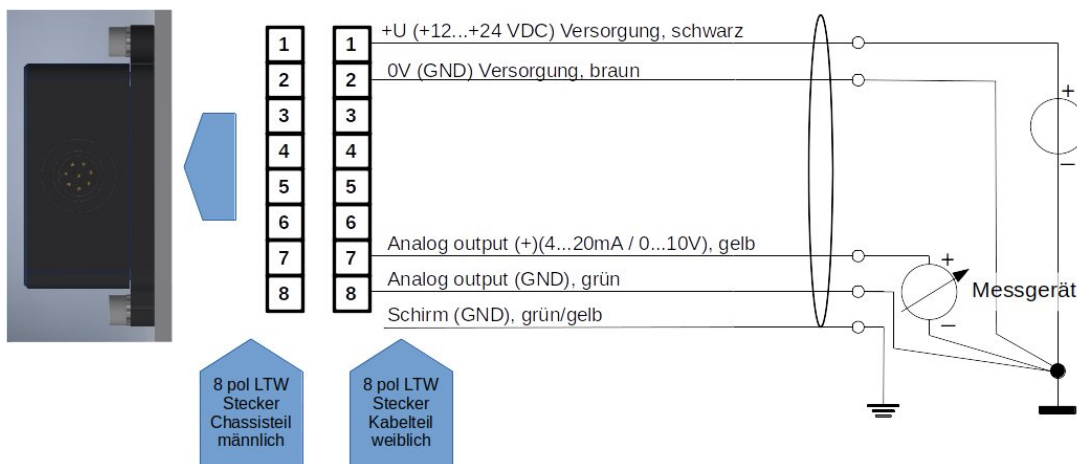 +U (+12...+24 VDC) Versorgung, schwarz
1 1
0V (GND) Versorgung, braun
2 2
+
3 3
4 4
−
5 5
6 6
Analog output (+)(4...20mA / 0...10V), gelb
7 7
+
Analog output (GND), grün
8 8
Messgerät
Schirm (GND), grün/gelb
−
8 pol LTW
Stecker
Chassisteil
männlich
8 pol LTW
Stecker
Kabelteil
weiblich